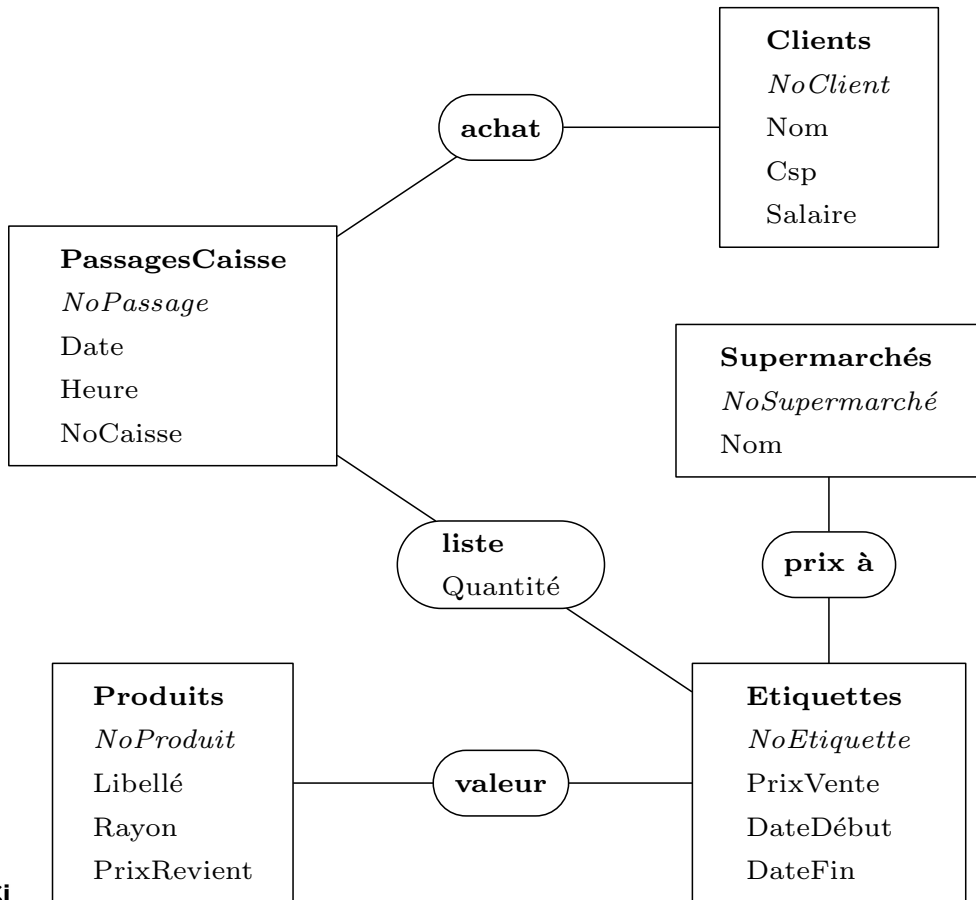 Clients
NoClient
Nom
Csp
Salaire
achat
PassagesCaisse
NoPassage
Date
Heure
NoCaisse
Supermarchés
NoSupermarché
Nom
liste
Quantité
prix à
Produits
NoProduit
Libellé
Rayon
PrixRevient
valeur
Etiquettes
NoEtiquette
PrixVente
DateDébut
DateFin